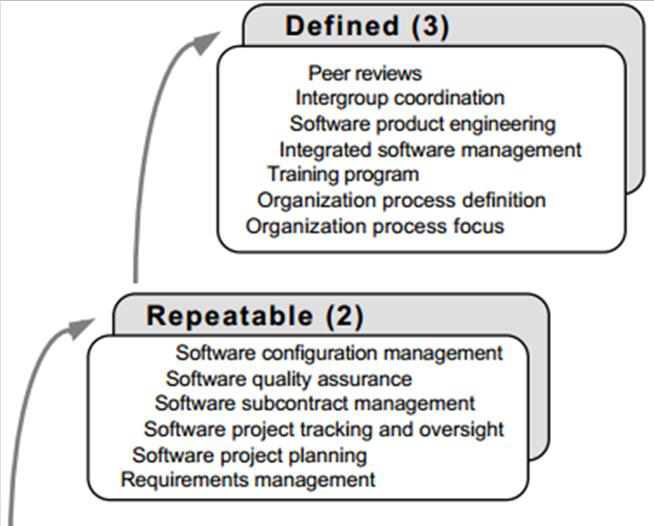 Defined (3)
Peer reviews
Intergroup coordination
Software product engineering
Integrated software management
Training program
Organization process definition
Organization process focus
Repeatable (2)
Software configuration management
Software quality assurance
Software subcontract management
Software project tracking and oversight
Software project planning
Requirements management